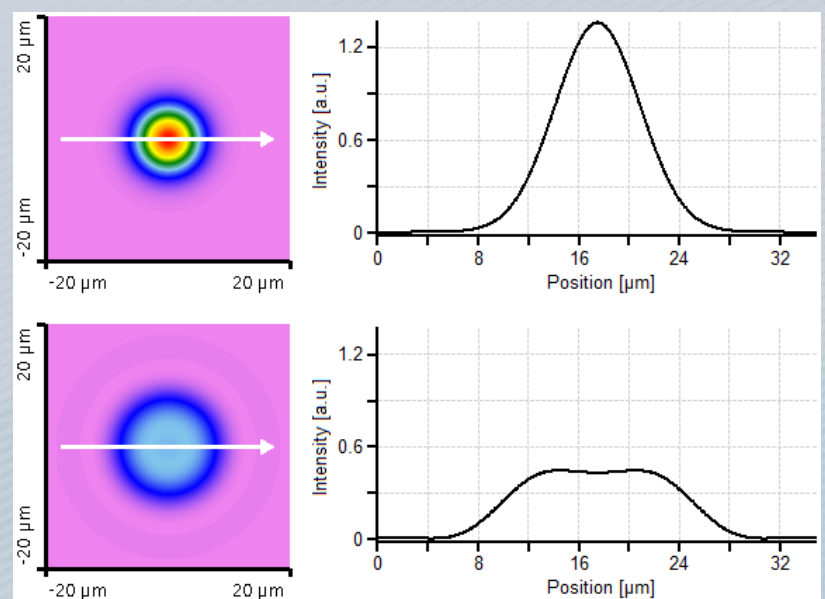 20 µm
-20 µm
-20 µm
20 µm
Intensity [a.u.]
1.2
0.6
0
0
8
16
24
32
Position [µm]
20 µm
-20 µm
-20 µm
20 µm
Intensity [a.u.]
1.2
0.6
0
0
8
16
24
32
Position [µm]